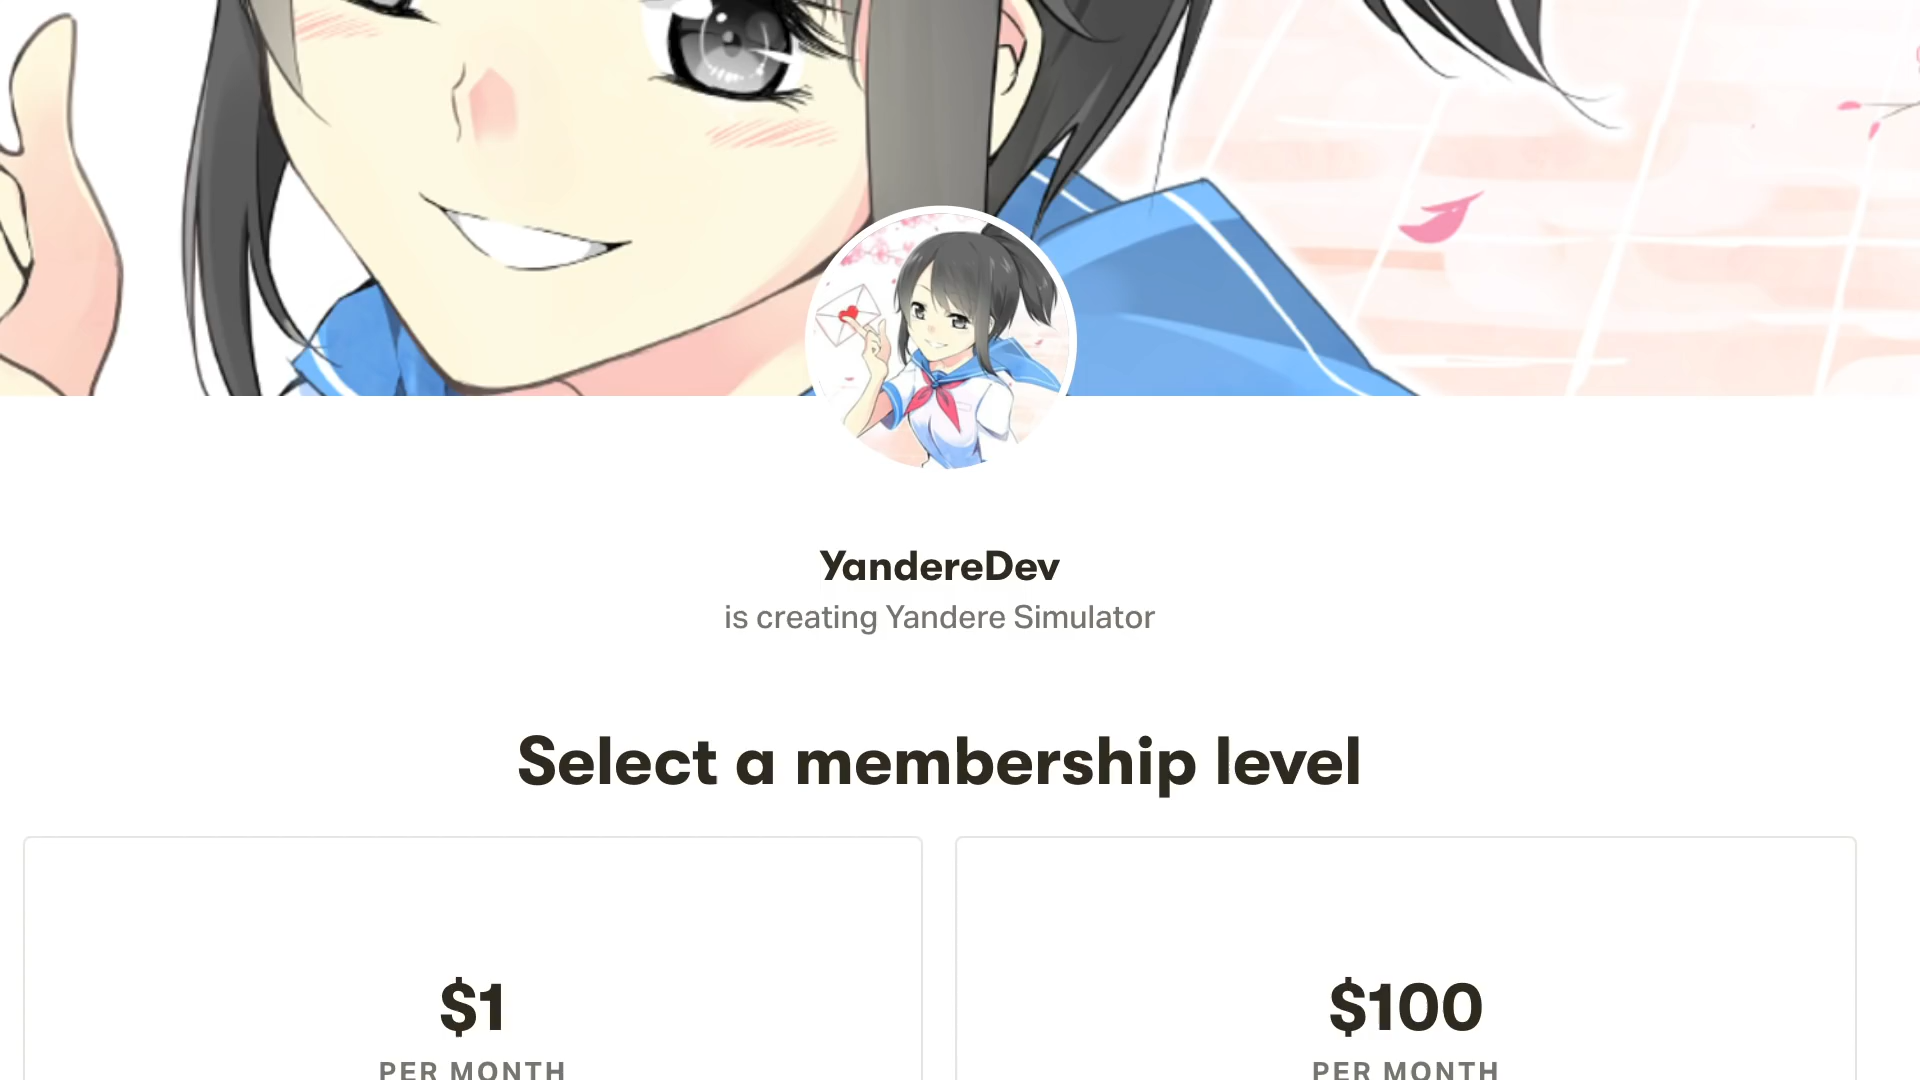 YandereDev
is creating Yandere Simulator
Select a membership level
$1
PER MONTH
$100
PER MONTH